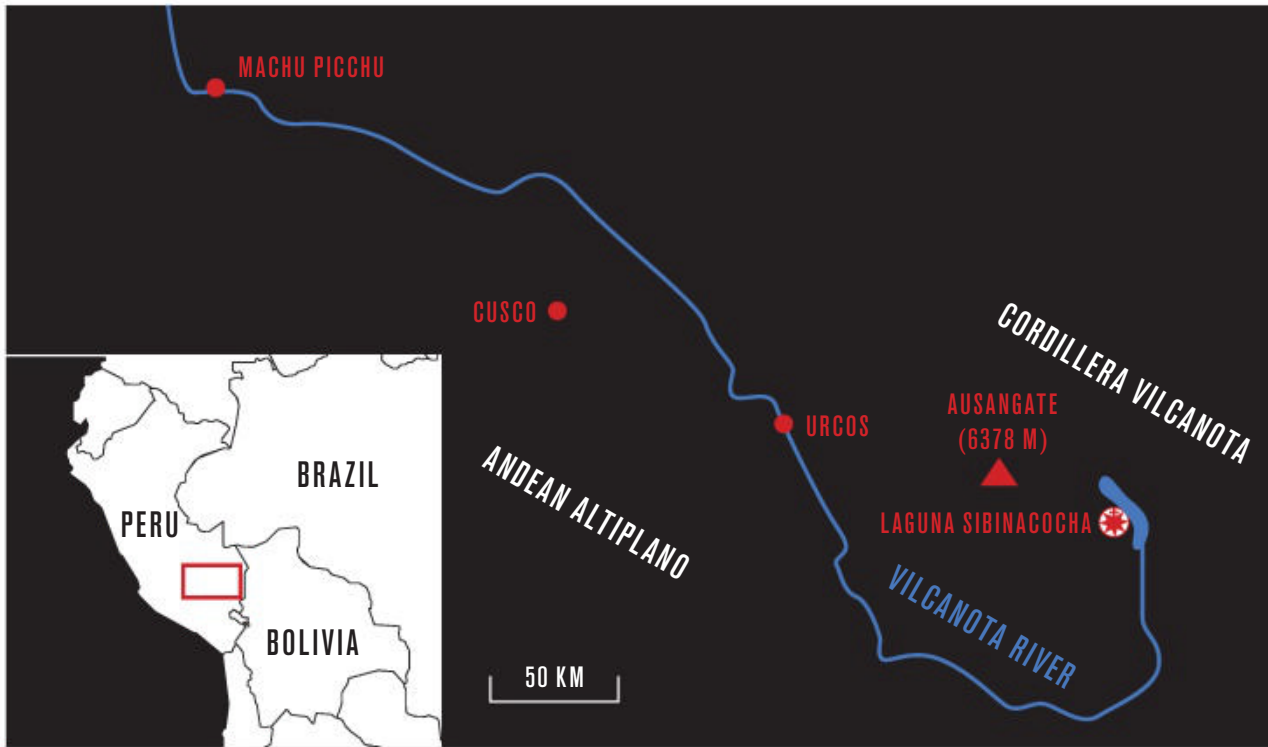 MACHU PICCHU
CUSCO
CORDILLERA VILCANOTA
AUSANGATE
(6378 M)
URCOS
ANDEAN ALTIPLANO
LAGUNA SIBINACOCHA
VILCANOTA RIVER
50 KM
BRAZIL
PERU
BOLIVIA